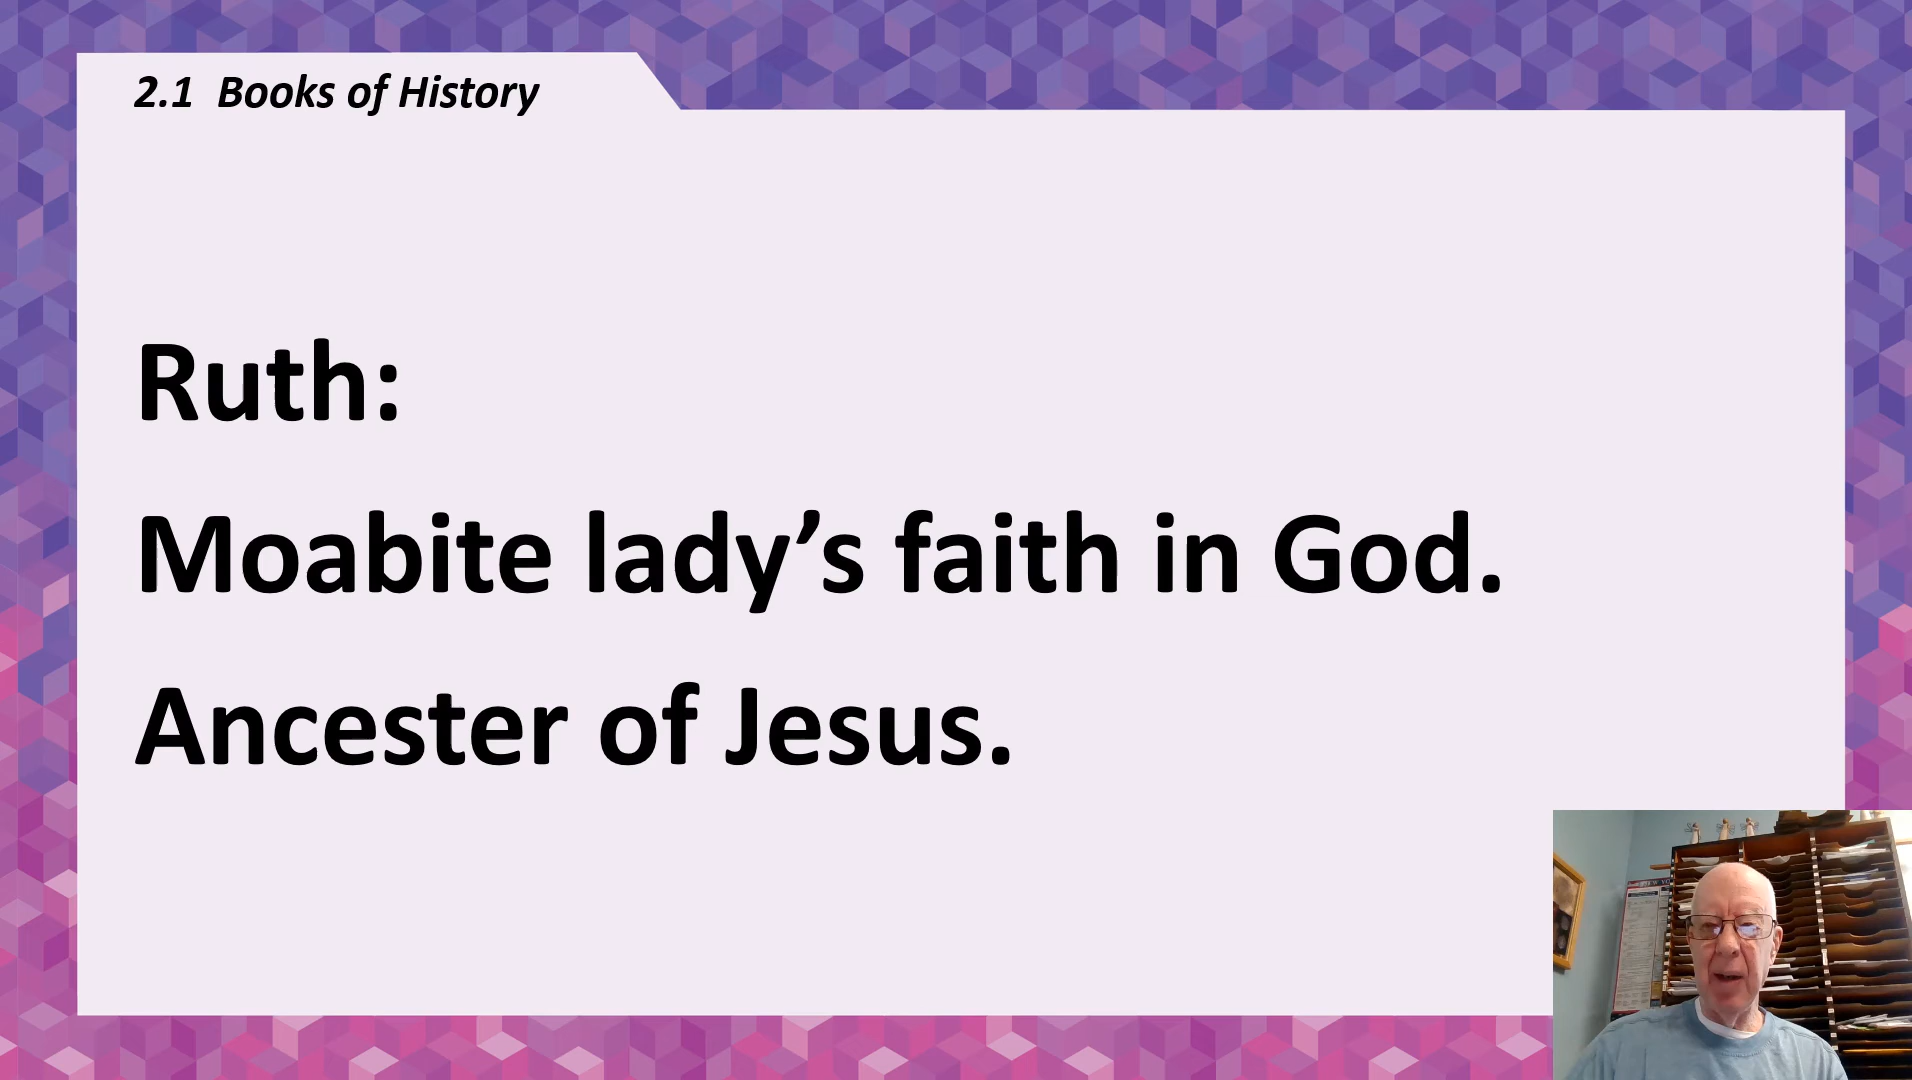 2.1 Books of History
Ruth:
Moabite lady’s faith in God.
Ancester of Jesus.